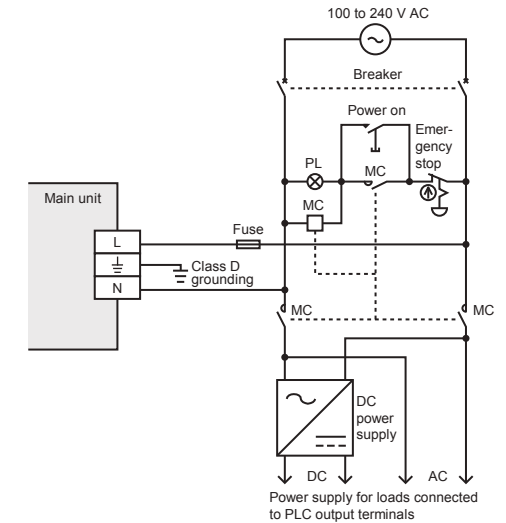 100 to 240 V AC
Breaker
Power on
Emer-
gency
stop
PL
MC
MC
Main unit
Fuse
L
Class D
grounding
N
MC
MC
DC
power
supply
DC
AC
Power supply for loads connected
to PLC output terminals